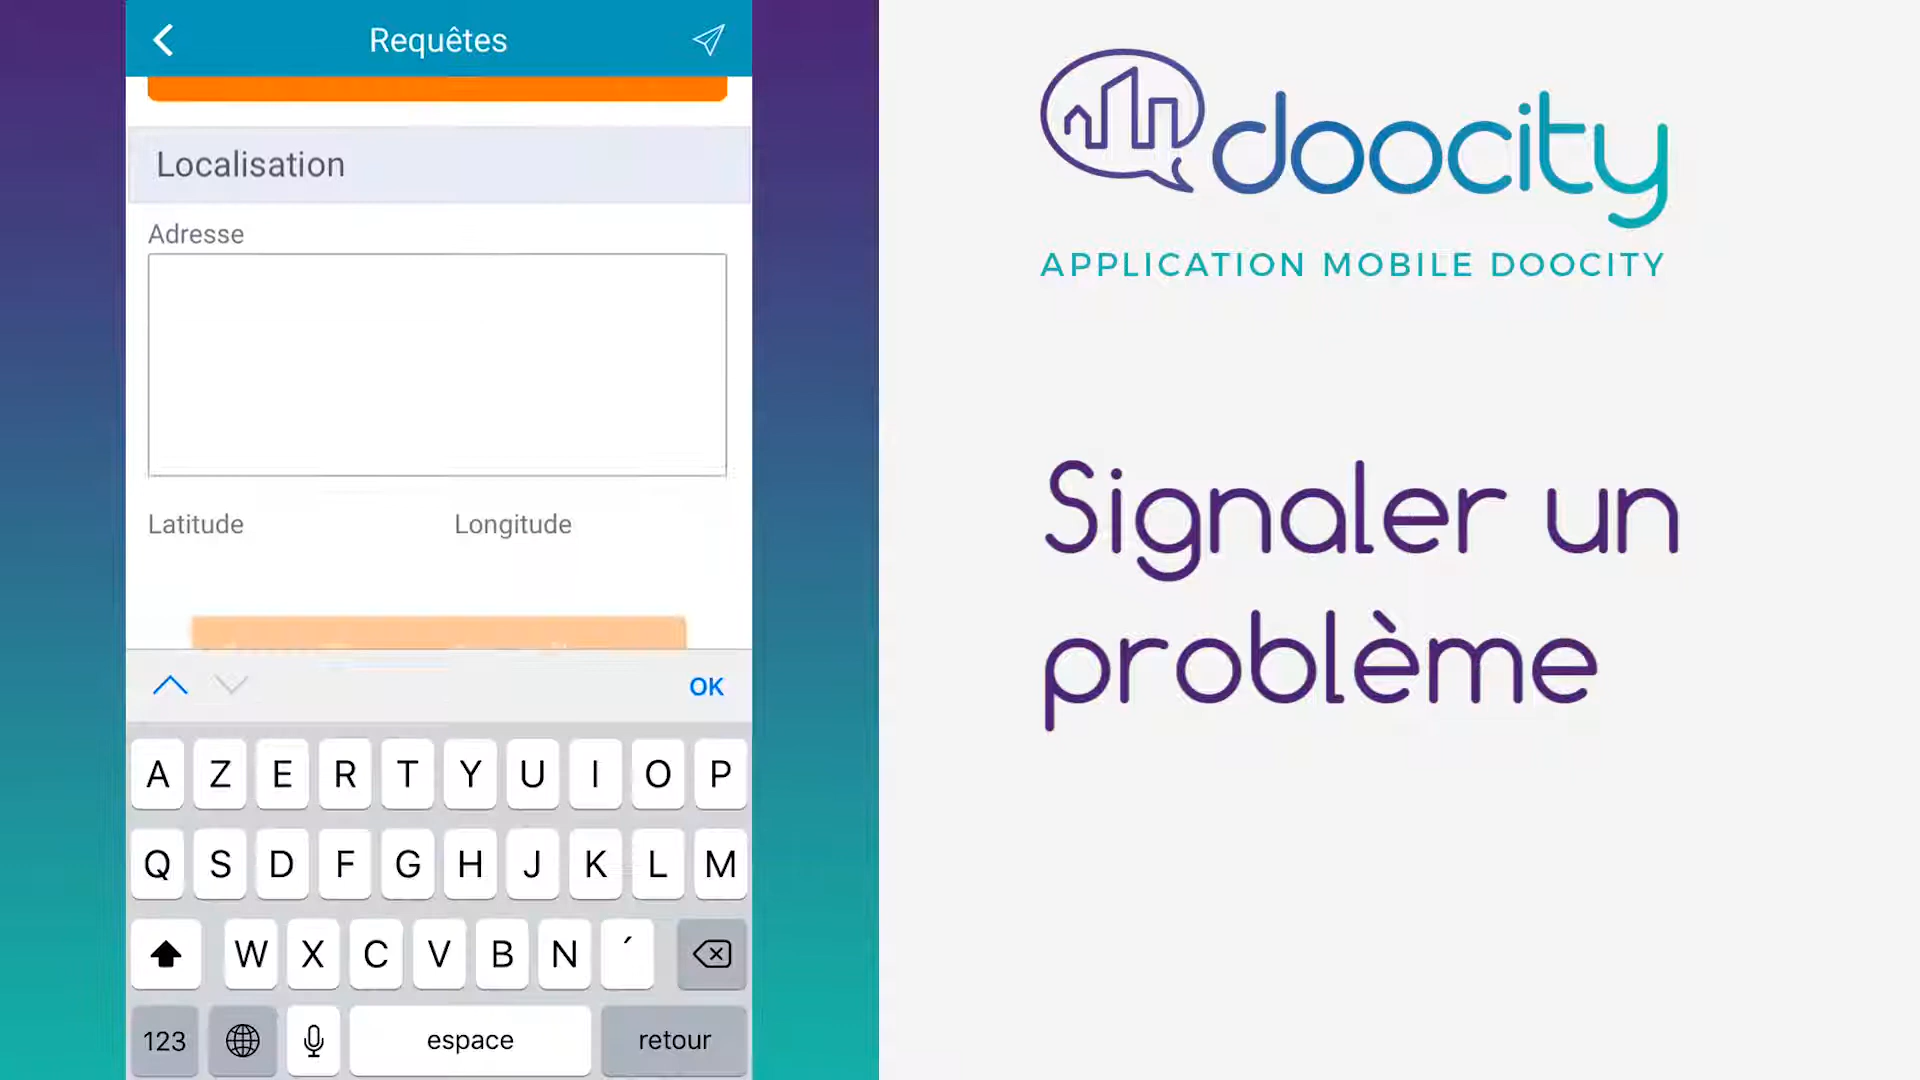 Requêtes
Localisation
Adresse
Latitude Longitude
OK
A Z E R T Y U I O P
Q S D F G H J K L M
W X C V B N ´
123 espace retour
doocity
APPLICATION MOBILE DOOCITY
Signaler un
problème